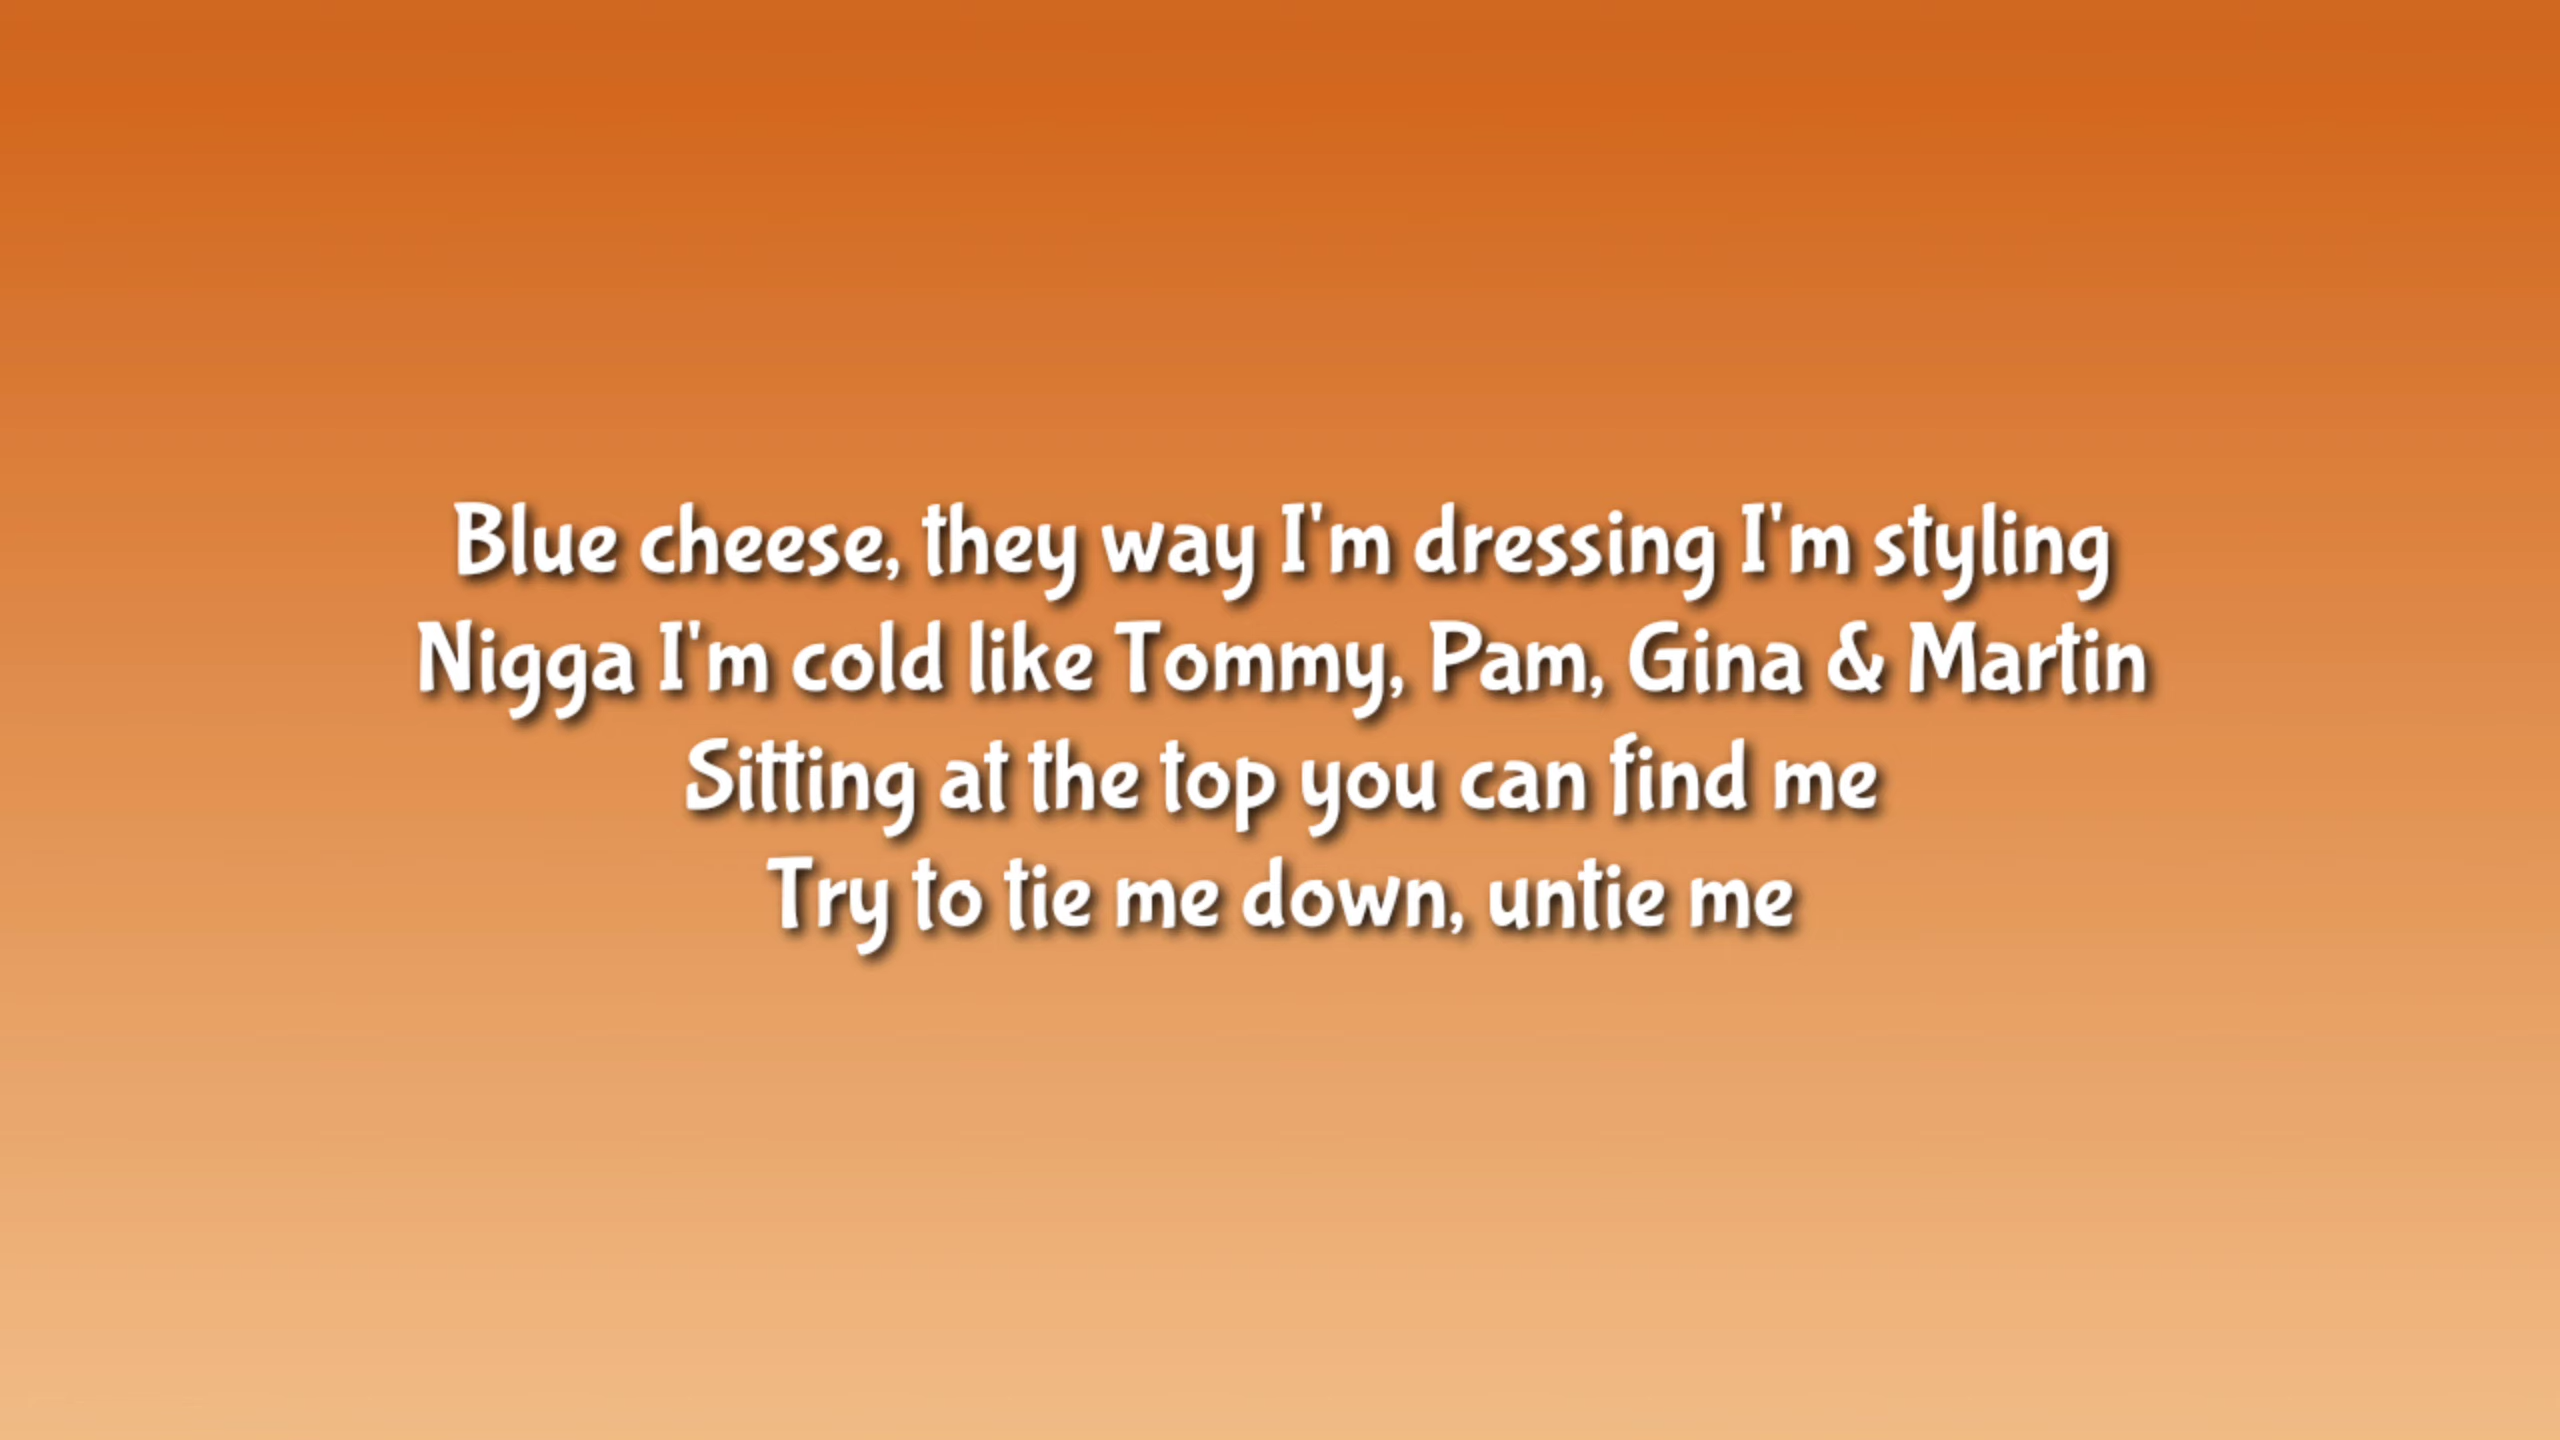 Blue cheese, they way I'm dressing I'm styling
Nigga I'm cold like Tommy, Pam, Gina & Martin
Sitting at the top you can find me
Try to tie me down, untie me